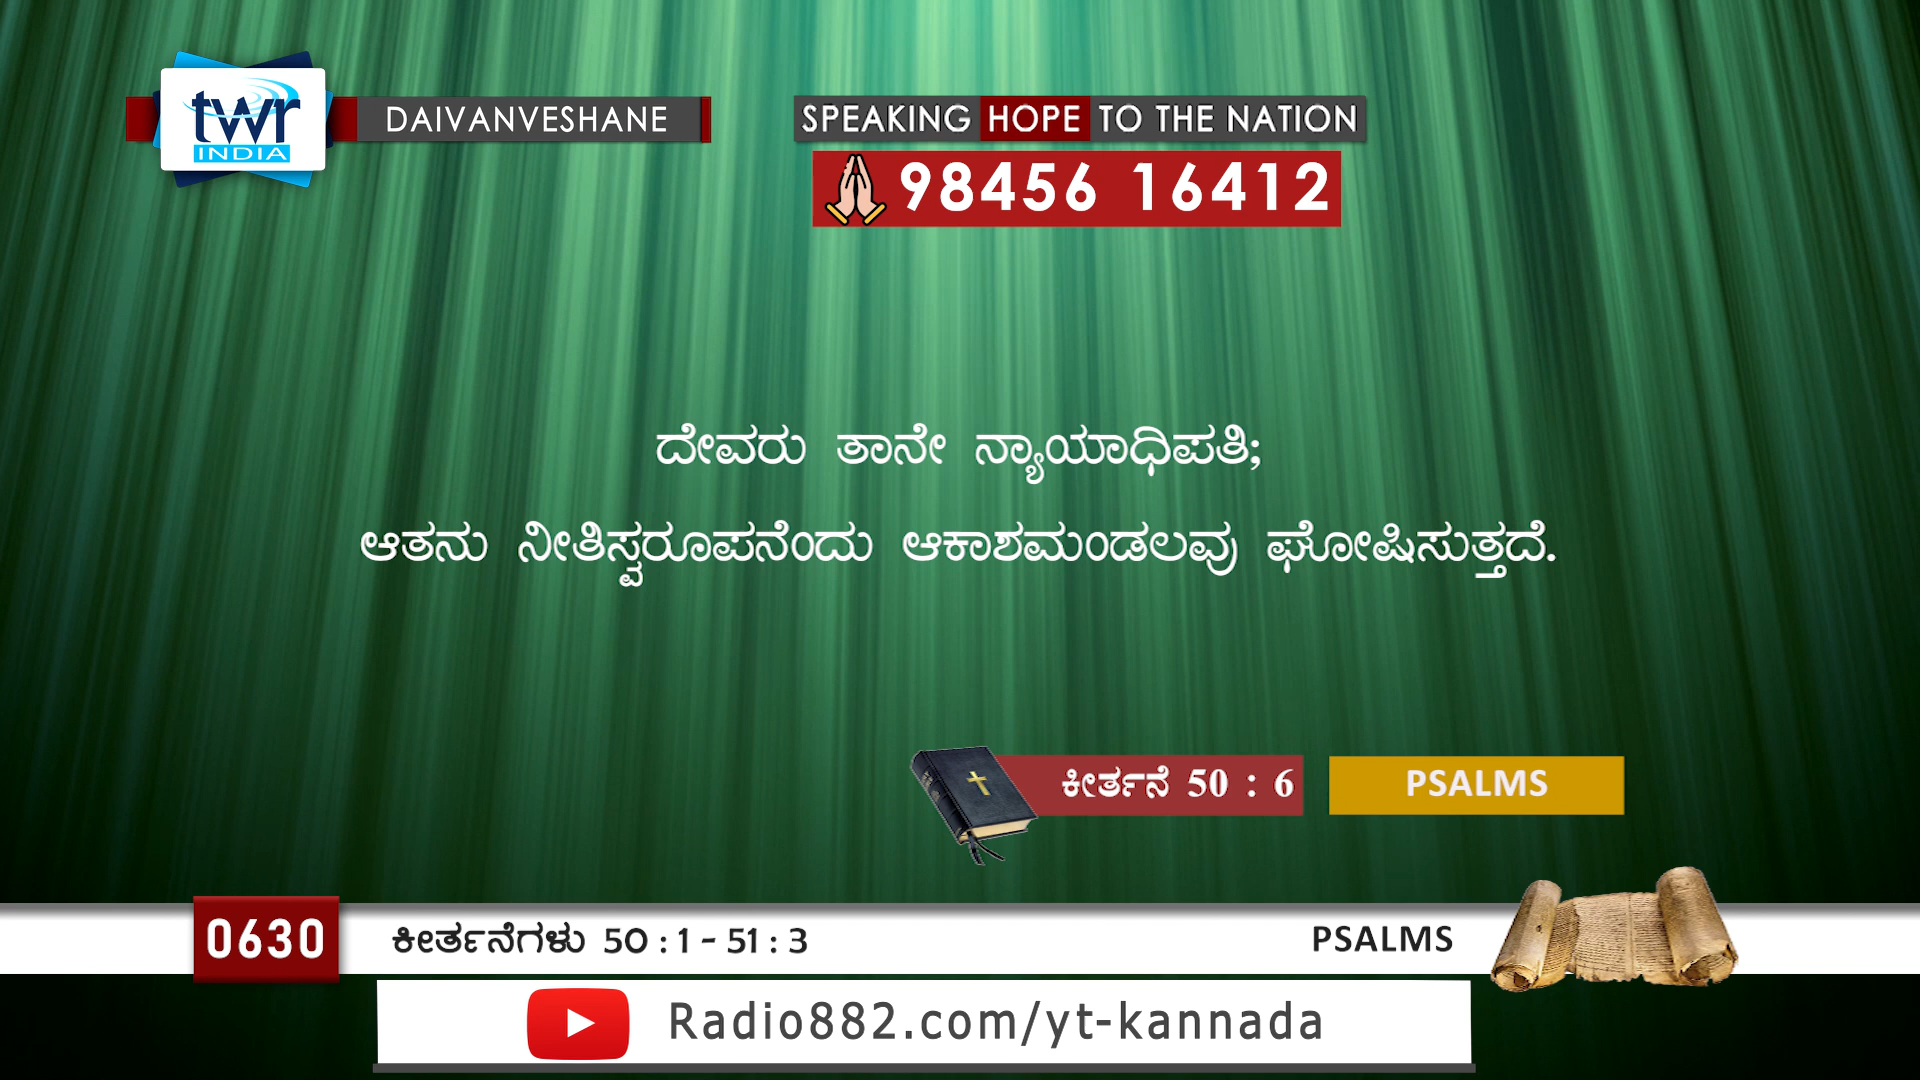 twr
INDIA
DAIVANVESHANE
SPEAKING HOPE TO THE NATION
98456 16412
ದೇವರು ತಾನೇ ನ್ಯಾಯಾಧಿಪತಿ;
ಆತನು ನೀತಿಸ್ವರೂಪನೆಂದು ಆಕಾಶಮಂಡಲವು ಘೋಷಿಸುತ್ತದೆ.
ಕೀರ್ತನೆ 50 : 6
PSALMS
0630
ಕೀರ್ತನೆಗಳು 50 : 1 - 51 : 3
PSALMS
Radio882.com/yt-kannada